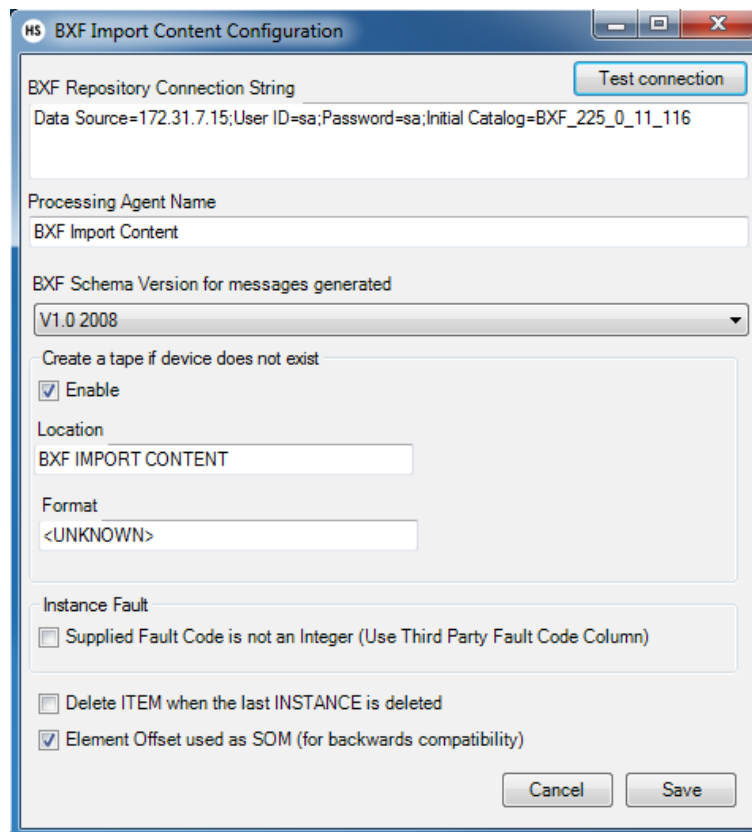 HS BXF Import Content Configuration
Test connection
BXF Repository Connection String
Data Source=172.31.7.15;User ID=sa;Password=sa;Initial Catalog=BXF_225_0_11_116
Processing Agent Name
BXF Import Content
BXF Schema Version for messages generated
V1.0 2008
Create a tape if device does not exist
Enable
Location
BXF IMPORT CONTENT
Format
<UNKNOWN>
Instance Fault
Supplied Fault Code is not an Integer (Use Third Party Fault Code Column)
Delete ITEM when the last INSTANCE is deleted
Element Offset used as SOM (for backwards compatibility)
Cancel Save